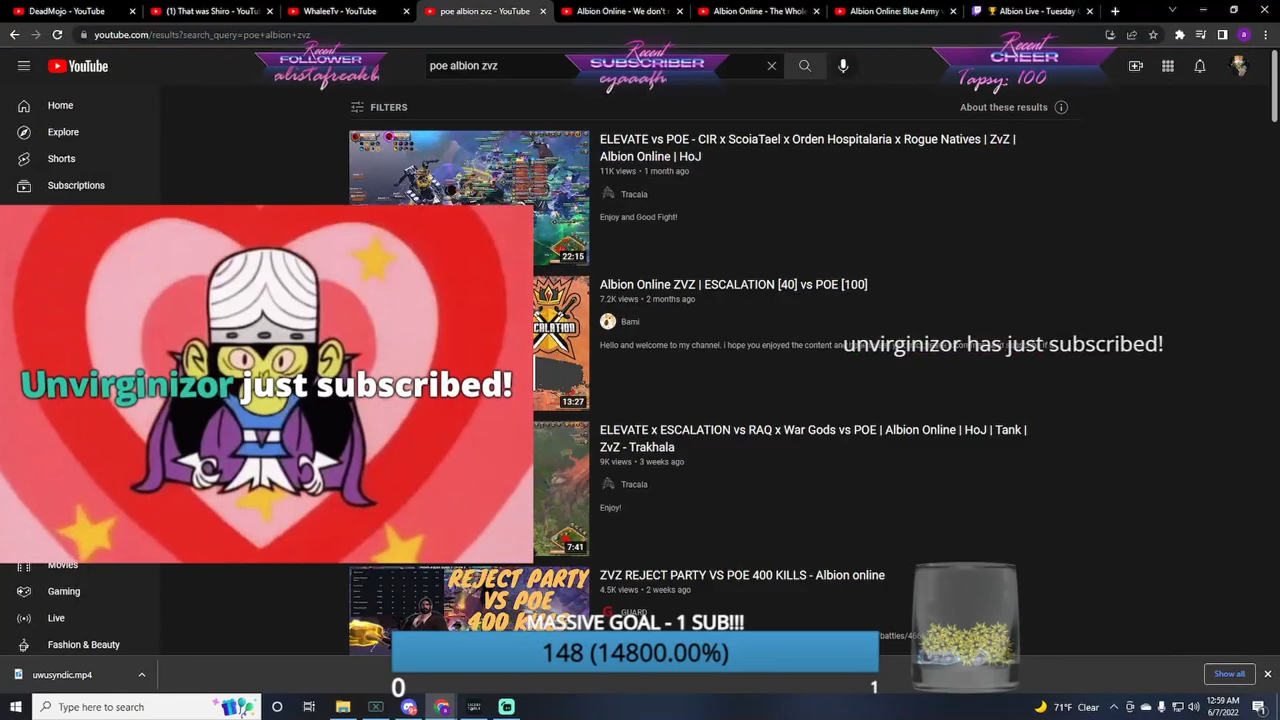 DeadMojo - YouTube
(1) That was Shiro - YouTu
WhaleeTv - YouTube
poe albion zvz - YouTube
Albion Online - We don't
Albion Online - The Whole
Albion Online: Blue Army
Albion Live - Tuesday
youtube.com/results?search_query=poe+albion+zvz
Recent FOLLOWER
alistafreakb
Recent SUBSCRIBER
cyaaafh
Recent CHEER
Tapsy: 100
YouTube
poe albion zvz
FILTERS
About these results
Home
Explore
Shorts
Subscriptions
ELEVATE vs POE - CIR x ScoiaTael x Orden Hospitalaria x Rogue Natives | ZvZ |
Albion Online | HoJ
11K views • 1 month ago
Tracala
Enjoy and Good Fight!
22:15
Albion Online ZVZ | ESCALATION [40] vs POE [100]
7.2K views • 2 months ago
Bami
Hello and welcome to my channel. i hope you enjoyed the content and
unvirginizor has just subscribed!
Unvirginizor just subscribed!
13:27
ELEVATE x ESCALATION vs RAQ x War Gods vs POE | Albion Online | HoJ | Tank |
ZvZ - Trakhala
9K views • 3 weeks ago
Tracala
Enjoy!
7:41
Movies
Gaming
Live
Fashion & Beauty
REJECT PARTY
VS POE
400 K
ZVZ REJECT PARTY VS POE 400 KILLS - Albion online
4.5K views • 2 weeks ago
GUARD
MASSIVE GOAL - 1 SUB!!!
148 (14800.00%)
0
1
uwusyndic.mp4
Show all
Type here to search
71°F Clear
12:59 AM
6/7/2022